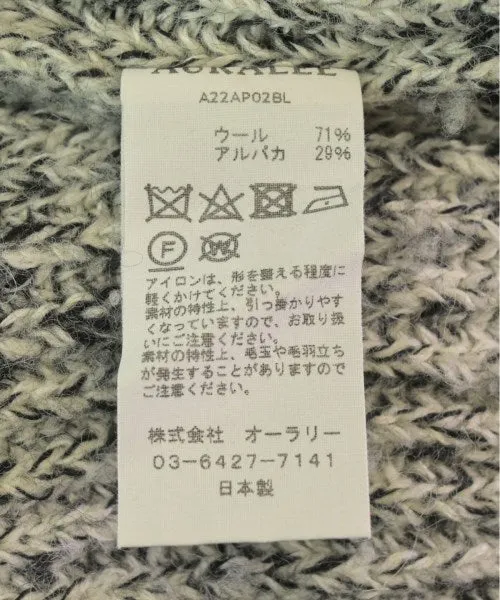 AURALEE
A22AP02BL
ウール 71%
アルパカ 29%
F
W
アイロンは、形を整える程度に
軽くかけてください。
素材の特性上、引っ掛かりやす
くなっていますので、お取り扱
いにご注意ください。
素材の特性上、毛玉や毛羽立ち
が発生することがありますので
ご注意ください。
株式会社 オーラリー
03-6427-7141
日本製